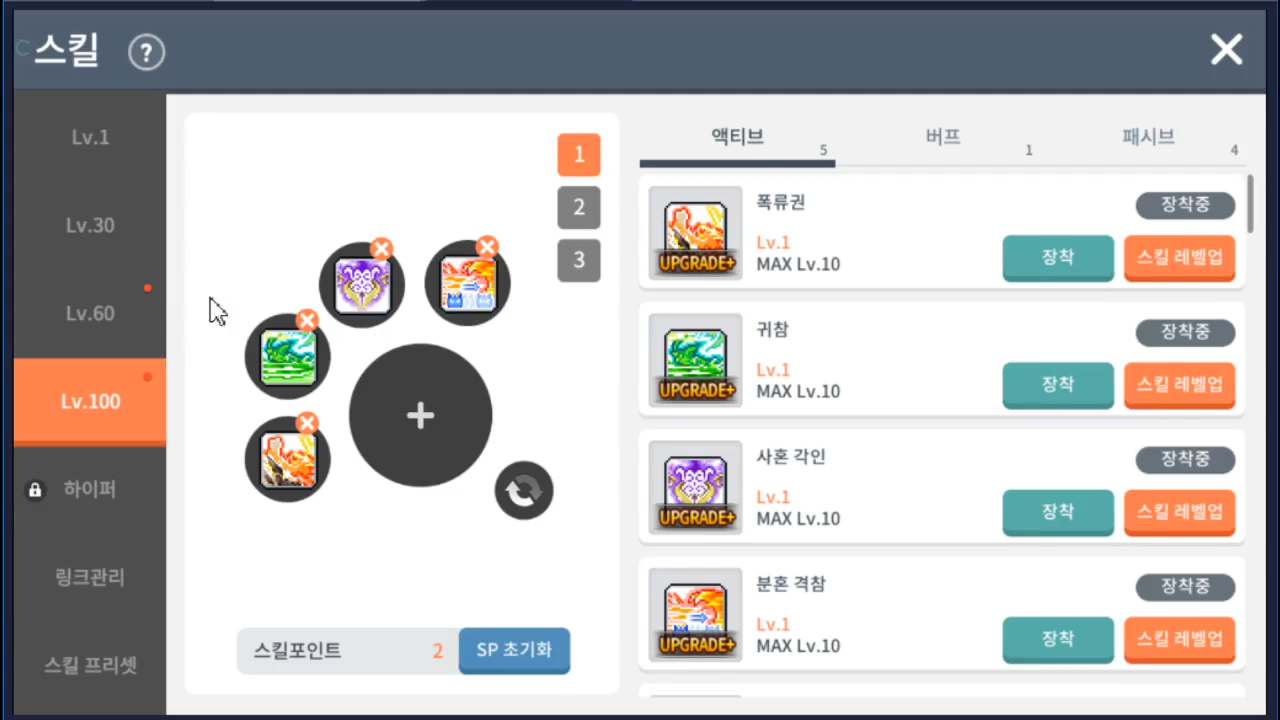 스킬 ?
Lv.1
Lv.30
Lv.60
Lv.100
하이퍼
링크관리
스킬 프리셋
1
2
3
스킬포인트 2 SP 초기화
액티브 5 버프 1 패시브 4
폭류권 장착중
Lv.1
MAX Lv.10
UPGRADE+
장착 스킬 레벨업
귀참 장착중
Lv.1
MAX Lv.10
UPGRADE+
장착 스킬 레벨업
사혼 각인 장착중
Lv.1
MAX Lv.10
UPGRADE+
장착 스킬 레벨업
분혼 격참 장착중
Lv.1
MAX Lv.10
UPGRADE+
장착 스킬 레벨업